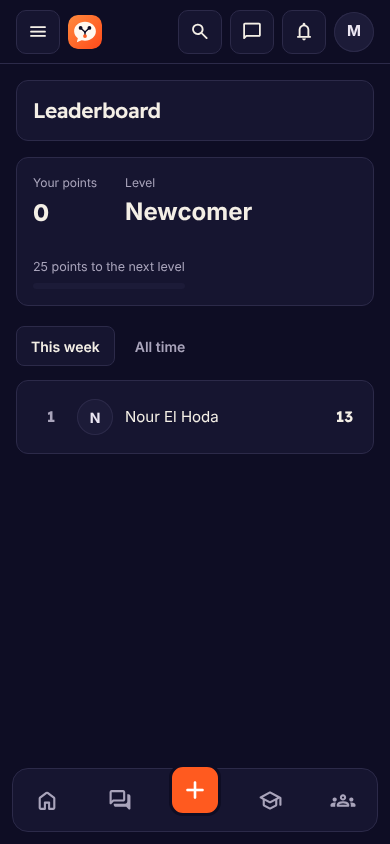 M
Leaderboard
Your points
Level
0
Newcomer
25 points to the next level
This week
All time
1
N
Nour El Hoda
13